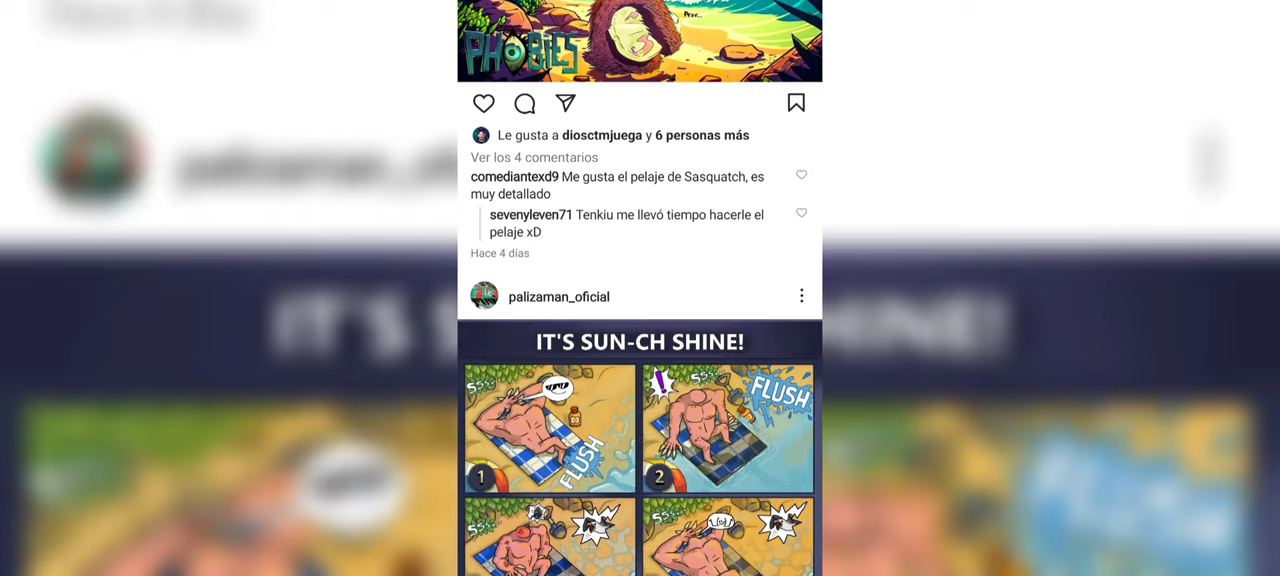 PHOBIES
Le gusta a diosctmjuega y 6 personas más
Ver los 4 comentarios
comediantexd9 Me gusta el pelaje de Sasquatch, es
muy detallado
sevenyleven71 Tenkiu me llevó tiempo hacerle el
pelaje xD
Hace 4 días
palizaman_oficial
IT'S SUN-CH SHINE!
FLUSH
1
!
FLUSH
2